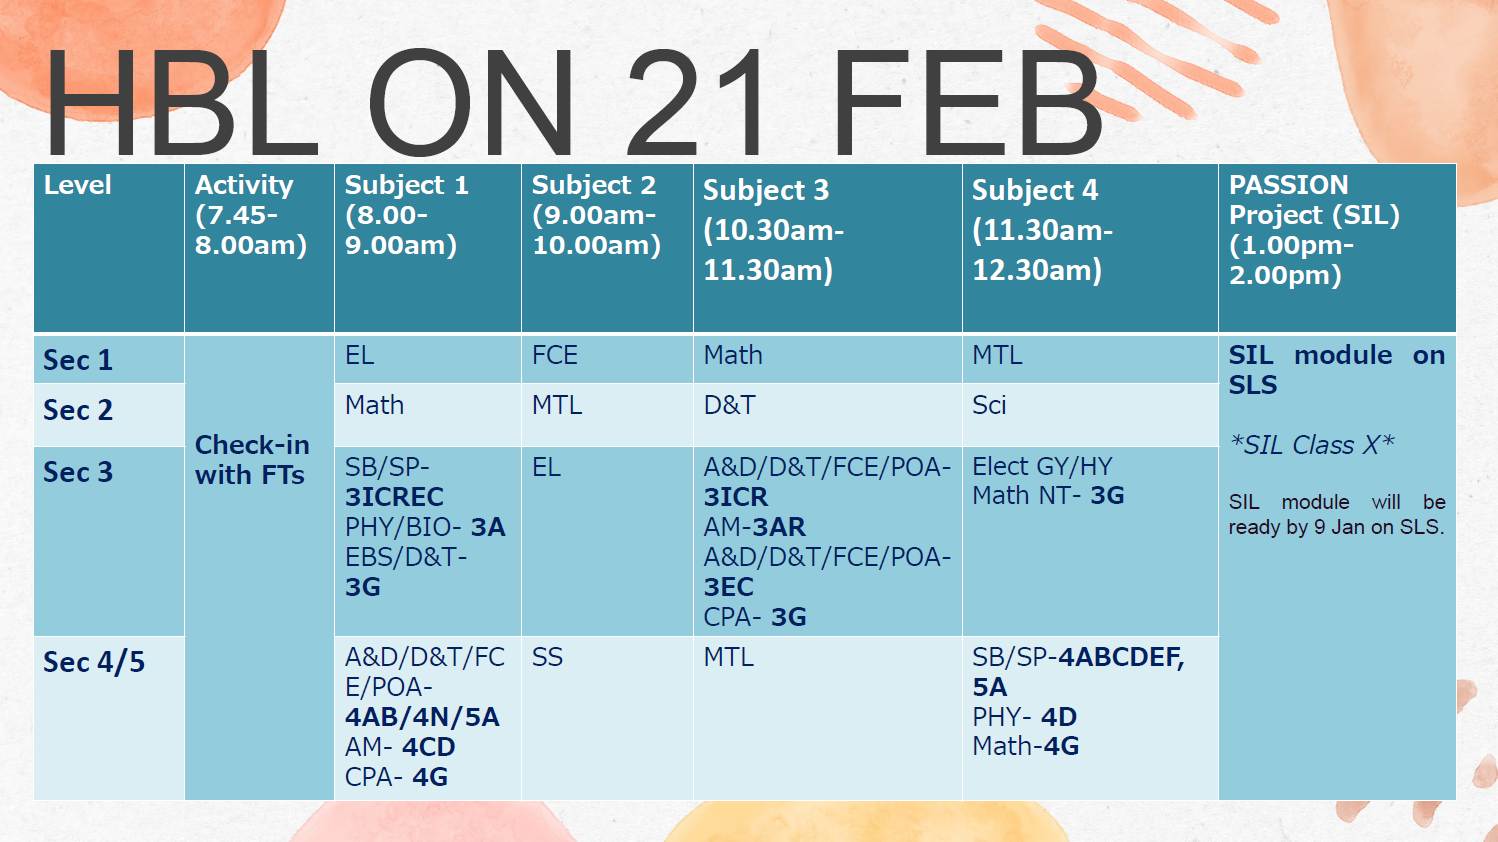 HBL ON 21 FEB
Level
Activity
(7.45-
8.00am)
Subject 1
(8.00-
9.00am)
Subject 2
(9.00am-
10.00am)
Subject 3
(10.30am-
11.30am)
Subject 4
(11.30am-
12.30am)
PASSION
Project (SIL)
(1.00pm-
2.00pm)
Sec 1
Check-in
with FTs
EL
FCE
Math
MTL
SIL module on
SLS
*SIL Class X*
SIL module will be
ready by 9 Jan on SLS.
Sec 2
Math
MTL
D&T
Sci
Sec 3
SB/SP-
3ICREC
PHY/BIO- 3A
EBS/D&T-
3G
EL
A&D/D&T/FCE/POA-
3ICR
AM-3AR
A&D/D&T/FCE/POA-
3EC
CPA- 3G
Elect GY/HY
Math NT- 3G
Sec 4/5
A&D/D&T/FC
E/POA-
4AB/4N/5A
AM- 4CD
CPA- 4G
SS
MTL
SB/SP-4ABCDEF,
5A
PHY- 4D
Math-4G